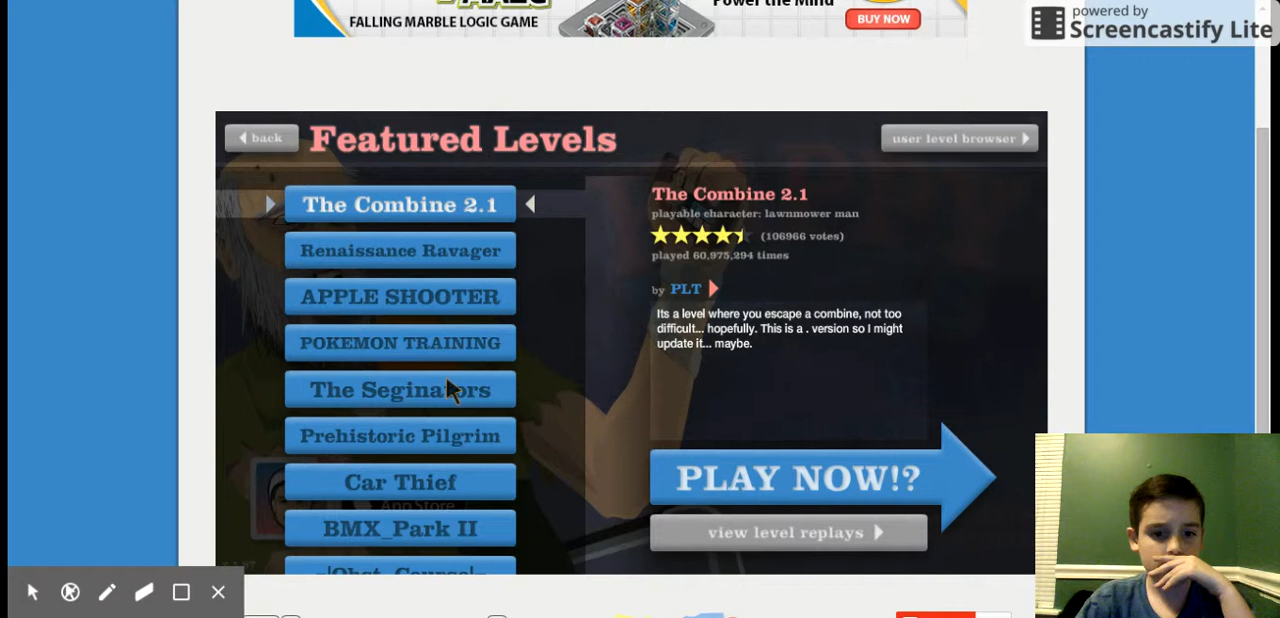 Power the Mind
FALLING MARBLE LOGIC GAME
BUY NOW
powered by
Screencastify Lite
back
Featured Levels
user level browser
The Combine 2.1
Renaissance Ravager
APPLE SHOOTER
POKEMON TRAINING
The Seginators
Prehistoric Pilgrim
Car Thief
App Store
BMX_Park II
The Combine 2.1
playable character: lawnmower man
(106966 votes)
played 60,975,294 times
by PLT
Its a level where you escape a combine, not too
difficult... hopefully. This is a . version so I might
update it... maybe.
PLAY NOW!?
view level replays